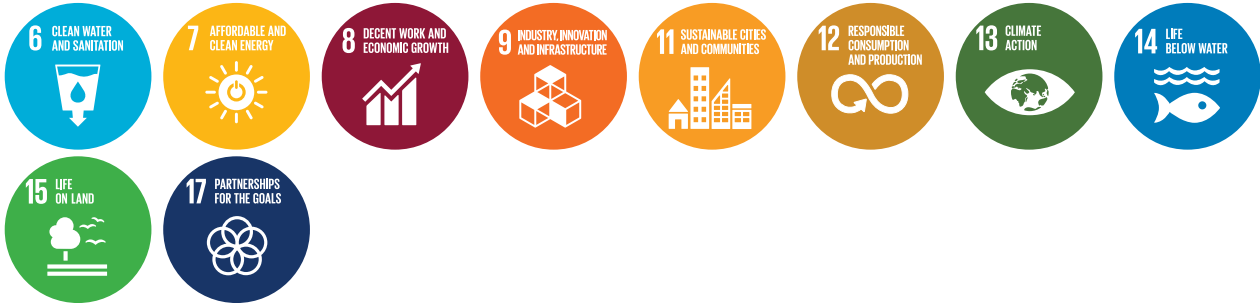 6 CLEAN WATER
AND SANITATION
7 AFFORDABLE AND
CLEAN ENERGY
8 DECENT WORK AND
ECONOMIC GROWTH
9 INDUSTRY, INNOVATION
AND INFRASTRUCTURE
11 SUSTAINABLE CITIES
AND COMMUNITIES
12 RESPONSIBLE
CONSUMPTION
AND PRODUCTION
13 CLIMATE
ACTION
14 LIFE
BELOW WATER
15 LIFE
ON LAND
17 PARTNERSHIPS
FOR THE GOALS